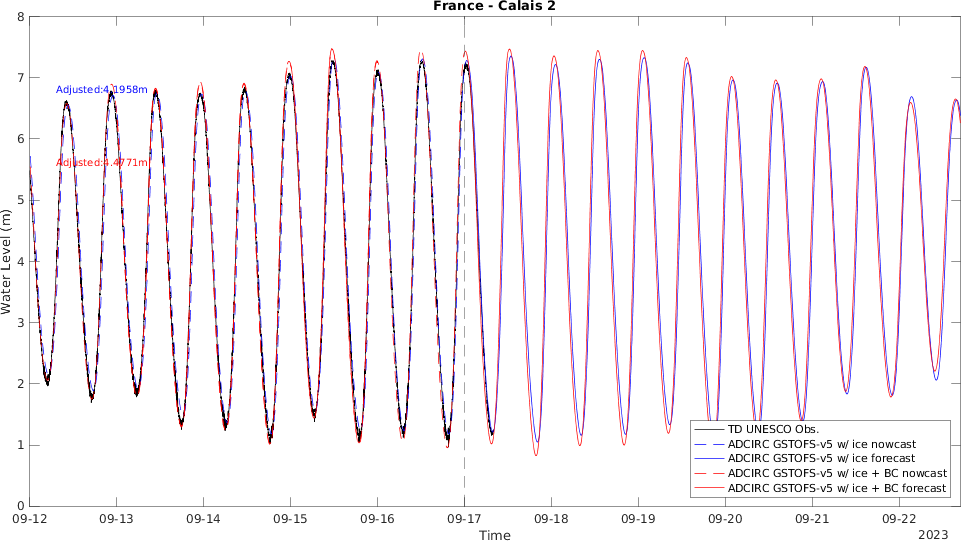 France - Calais 2
8
7
6
5
4
3
2
1
0
Water Level (m)
Adjusted:4.1958m
Adjusted:4.4771m
TD UNESCO Obs.
ADCIRC GSTOFS-v5 w/ ice nowcast
ADCIRC GSTOFS-v5 w/ ice forecast
ADCIRC GSTOFS-v5 w/ ice + BC nowcast
ADCIRC GSTOFS-v5 w/ ice + BC forecast
09-12 09-13 09-14 09-15 09-16 09-17 09-18 09-19 09-20 09-21 09-22
Time
2023